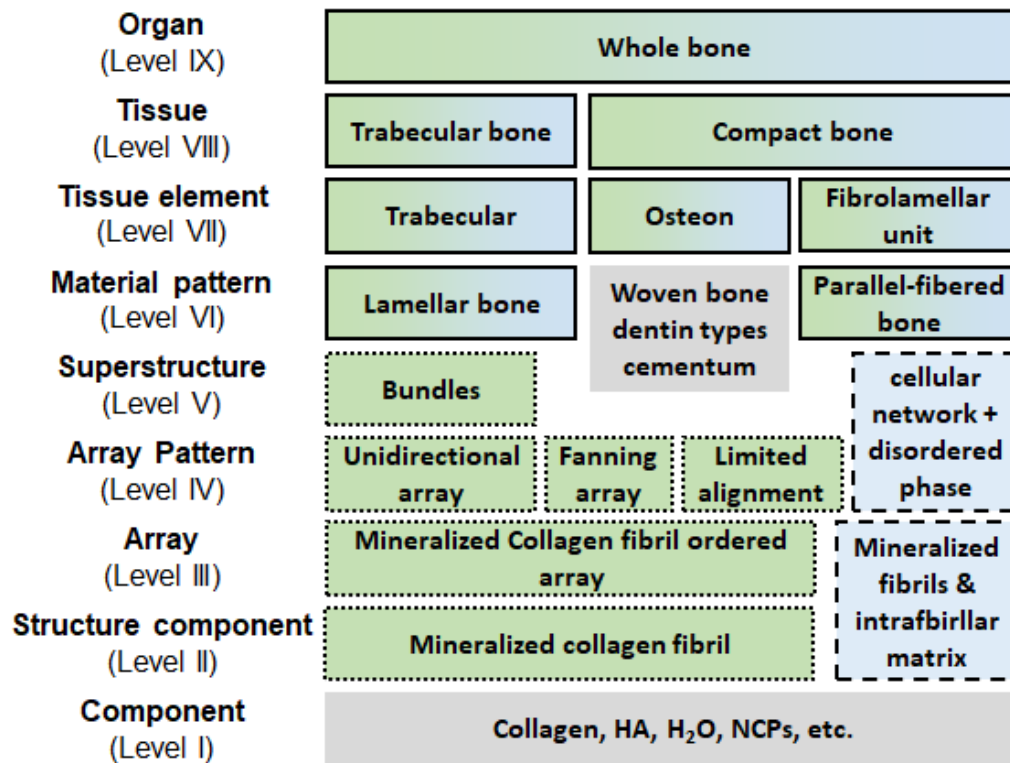 Organ
(Level IX)
Whole bone
Tissue
(Level VIII)
Trabecular bone
Compact bone
Tissue element
(Level VII)
Trabecular
Osteon
Fibrolamellar
unit
Material pattern
(Level VI)
Lamellar bone
Woven bone
dentin types
cementum
Parallel-fibered
bone
Superstructure
(Level V)
Bundles
cellular
network +
disordered
phase
Array Pattern
(Level IV)
Unidirectional
array
Fanning
array
Limited
alignment
Array
(Level III)
Mineralized Collagen fibril ordered
array
Mineralized
fibrils &
intrafbirllar
matrix
Structure component
(Level II)
Mineralized collagen fibril
Component
(Level I)
Collagen, HA, H₂O, NCPs, etc.